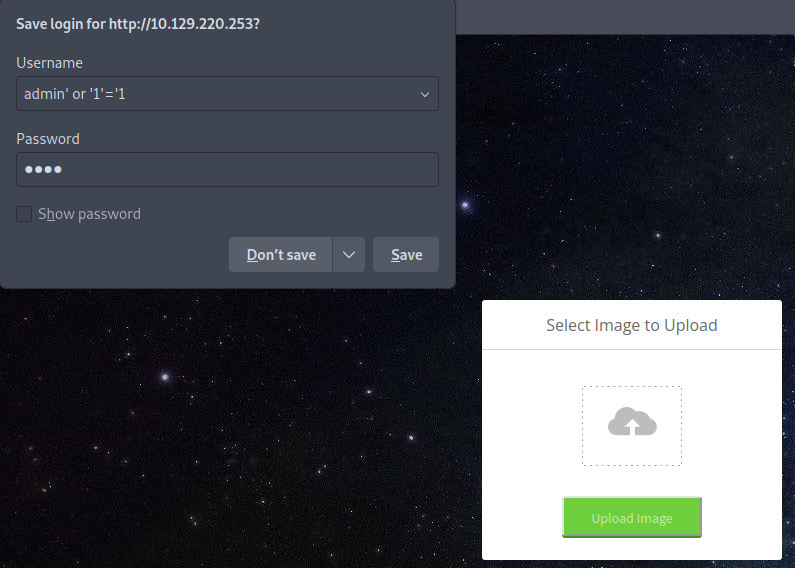 Save login for http://10.129.220.253?
Username
admin' or '1'='1
Password
Show password
Don't save
Save
Select Image to Upload
Upload Image